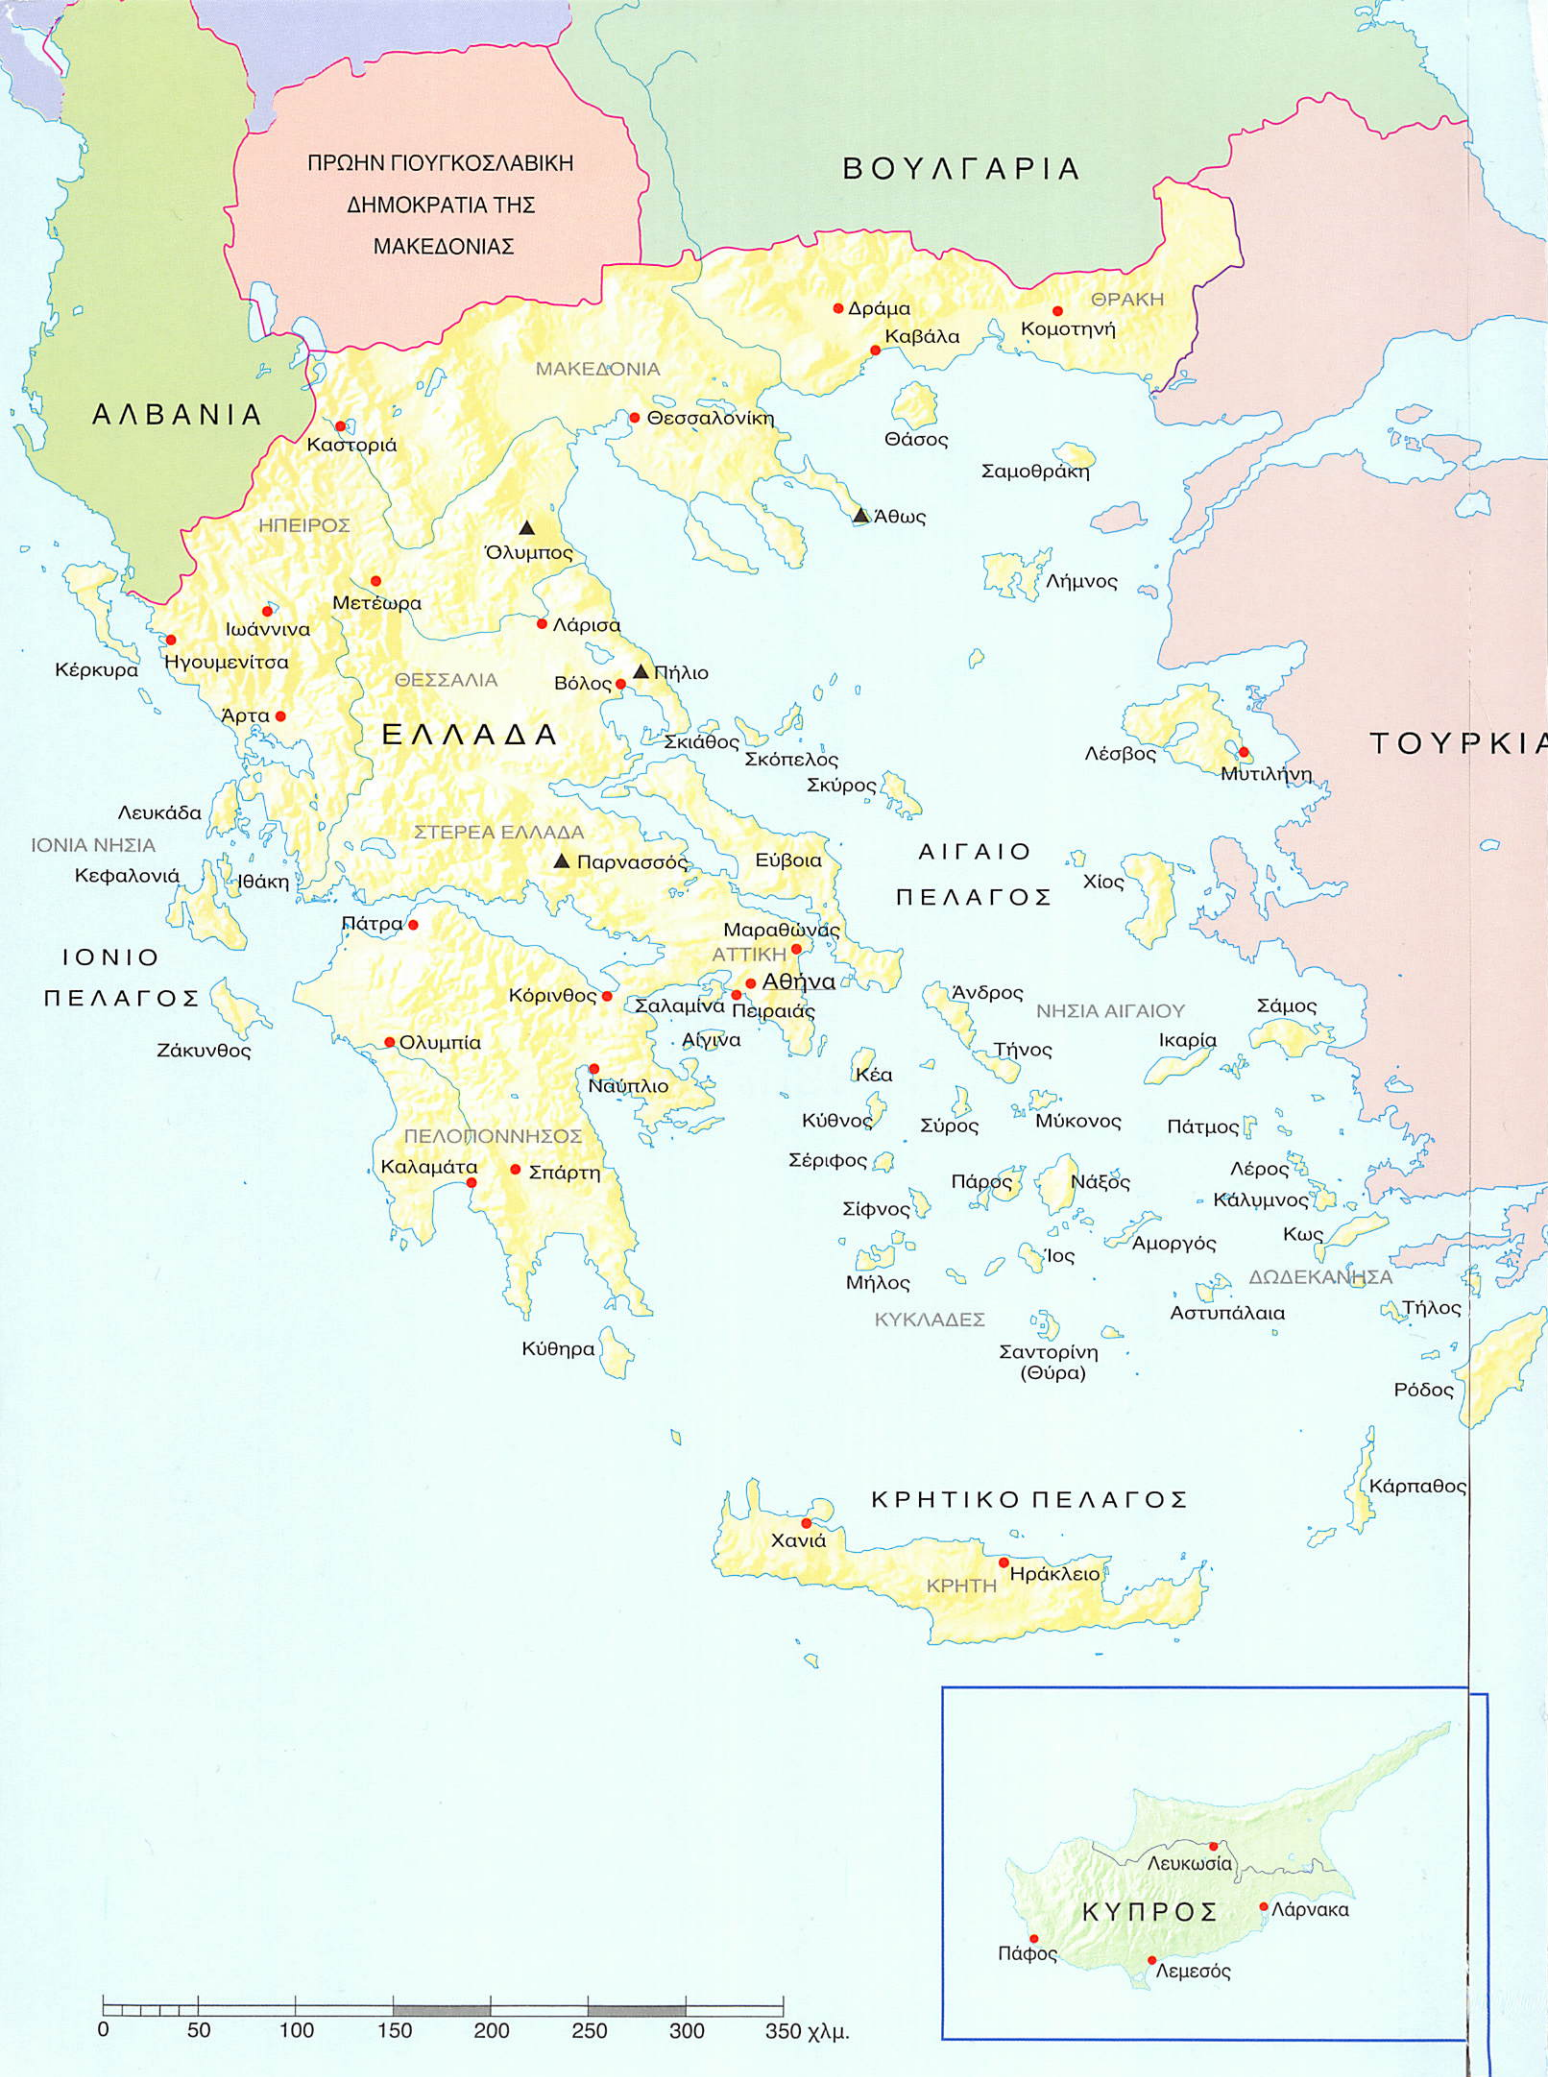 ΠΡΩΗΝ ΓΙΟΥΓΚΟΣΛΑΒΙΚΗ
ΔΗΜΟΚΡΑΤΙΑ ΤΗΣ
ΜΑΚΕΔΟΝΙΑΣ
ΒΟΥΛΓΑΡΙΑ
ΘΡΑΚΗ
Δράμα
Κομοτηνή
Καβάλα
ΜΑΚΕΔΟΝΙΑ
ΑΛΒΑΝΙΑ
Θεσσαλονίκη
Καστοριά
Θάσος
Σαμοθράκη
Άθως
ΗΠΕΙΡΟΣ
Όλυμπος
Λήμνος
Μετέωρα
Ιωάννινα
Λάρισα
Κέρκυρα
Ηγουμενίτσα
ΘΕΣΣΑΛΙΑ
Βόλος
Πήλιο
Άρτα
ΕΛΛΑΔΑ
Σκιάθος
Σκόπελος
Λέσβος
Μυτιλήνη
ΤΟΥΡΚΙΑ
Σκύρος
Λευκάδα
ΙΟΝΙΑ ΝΗΣΙΑ
ΣΤΕΡΕΑ ΕΛΛΑΔΑ
Κεφαλονιά
Ιθάκη
Παρνασσός
Εύβοια
ΑΙΓΑΙΟ
ΠΕΛΑΓΟΣ
Χίος
Πάτρα
Μαραθώνας
ΑΤΤΙΚΗ
ΙΟΝΙΟ
ΠΕΛΑΓΟΣ
Αθήνα
Κόρινθος
Σαλαμίνα
Πειραιάς
Άνδρος
ΝΗΣΙΑ ΑΙΓΑΙΟΥ
Σάμος
Ζάκυνθος
Ολυμπία
Αίγινα
Τήνος
Ικαρία
Κέα
Ναύπλιο
Κύθνος
Σύρος
Μύκονος
Πάτμος
ΠΕΛΟΠΟΝΝΗΣΟΣ
Καλαμάτα
Σπάρτη
Σέριφος
Πάρος
Νάξος
Λέρος
Κάλυμνος
Σίφνος
Κως
Ίος
Αμοργός
Μήλος
ΔΩΔΕΚΑΝΗΣΑ
ΚΥΚΛΑΔΕΣ
Αστυπάλαια
Τήλος
Κύθηρα
Σαντορίνη
(Θύρα)
Ρόδος
Κάρπαθος
ΚΡΗΤΙΚΟ ΠΕΛΑΓΟΣ
Χανιά
ΚΡΗΤΗ
Ηράκλειο
Λευκωσία
ΚΥΠΡΟΣ
Λάρνακα
Πάφος
Λεμεσός
0 50 100 150 200 250 300 350 χλμ.